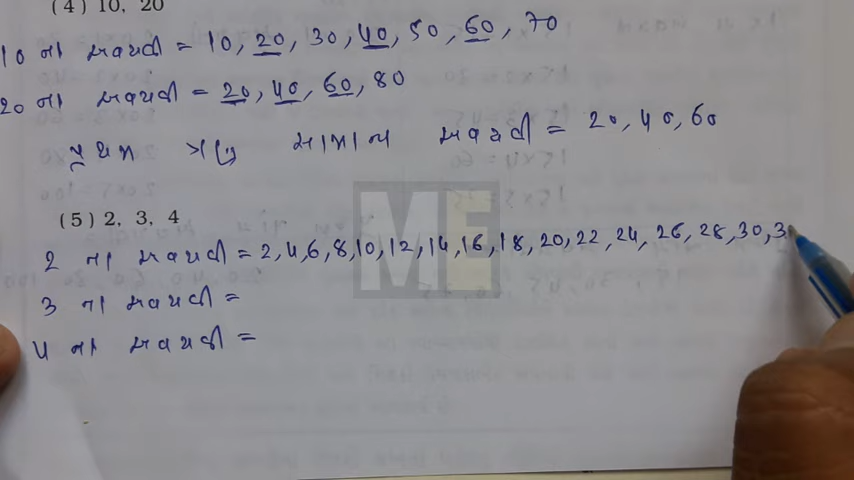 (4) 10, 20
10 ના અવયવી = 10, 20, 30, 40, 50, 60, 70
20 ના અવયવી = 20, 40, 60, 80
પ્રથમ ત્રણ સામાન્ય અવયવી = 20, 40, 60
(5) 2, 3, 4
2 ના અવયવી = 2, 4, 6, 8, 10, 12, 14, 16, 18, 20, 22, 24, 26, 28, 30, 3
3 ના અવયવી =
4 ના અવયવી =
ME